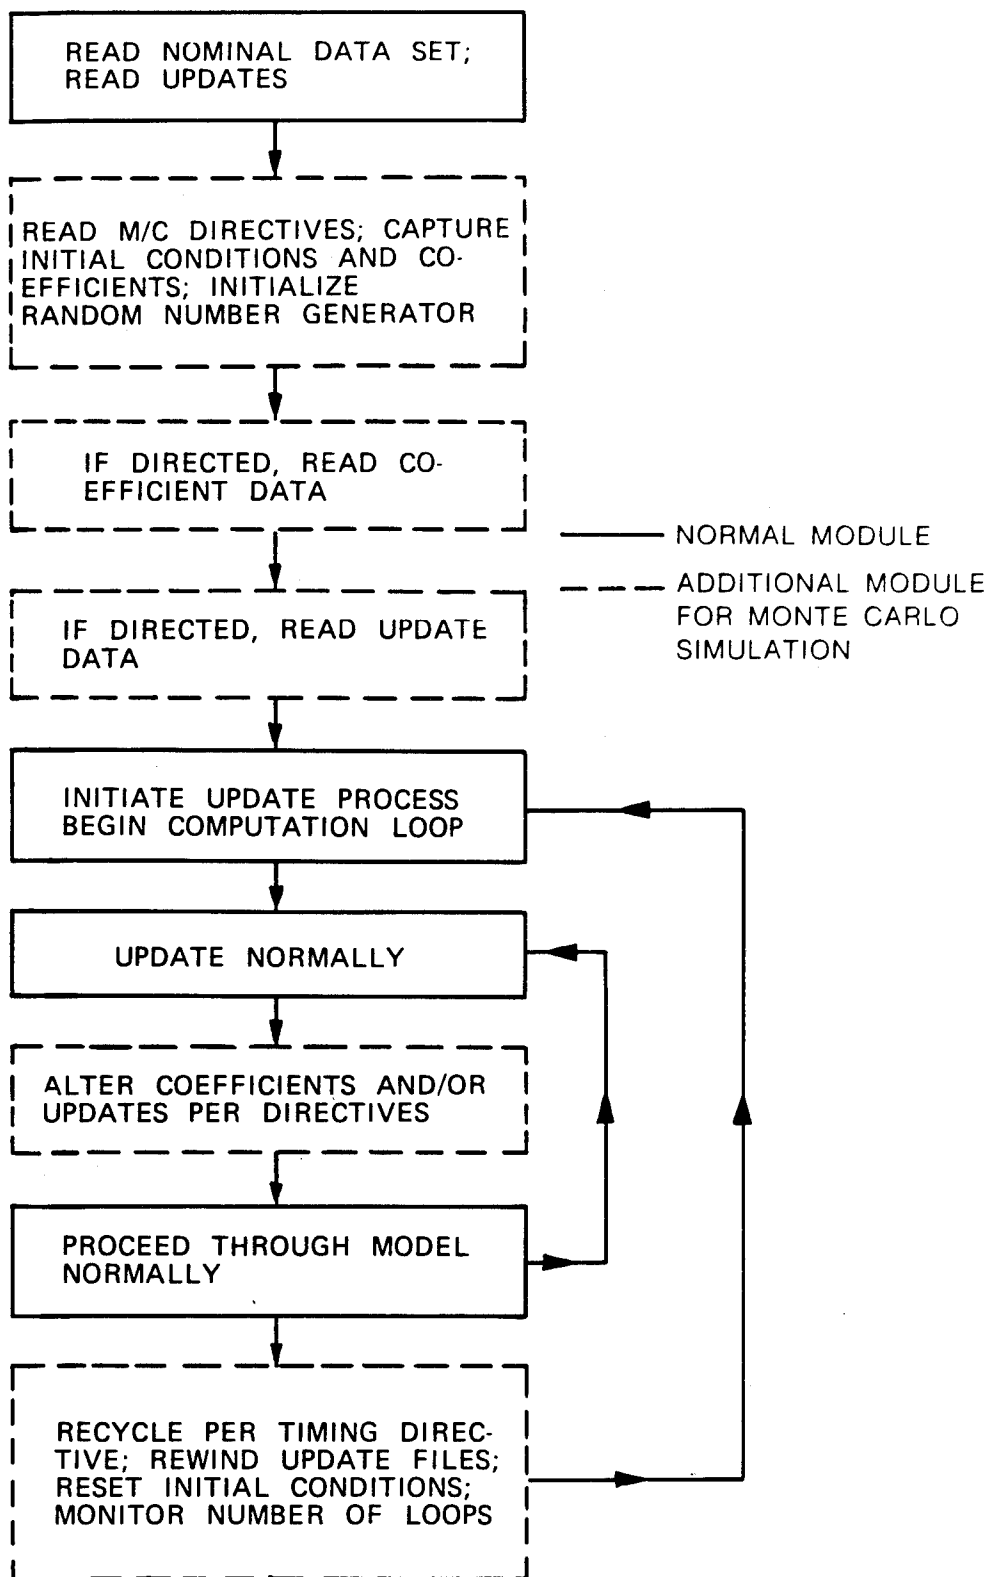 READ NOMINAL DATA SET;
READ UPDATES
READ M/C DIRECTIVES; CAPTURE
INITIAL CONDITIONS AND CO-
EFFICIENTS; INITIALIZE
RANDOM NUMBER GENERATOR
IF DIRECTED, READ CO-
EFFICIENT DATA
NORMAL MODULE
ADDITIONAL MODULE
FOR MONTE CARLO
SIMULATION
IF DIRECTED, READ UPDATE
DATA
INITIATE UPDATE PROCESS
BEGIN COMPUTATION LOOP
UPDATE NORMALLY
ALTER COEFFICIENTS AND/OR
UPDATES PER DIRECTIVES
PROCEED THROUGH MODEL
NORMALLY
RECYCLE PER TIMING DIREC-
TIVE; REWIND UPDATE FILES;
RESET INITIAL CONDITIONS;
MONITOR NUMBER OF LOOPS